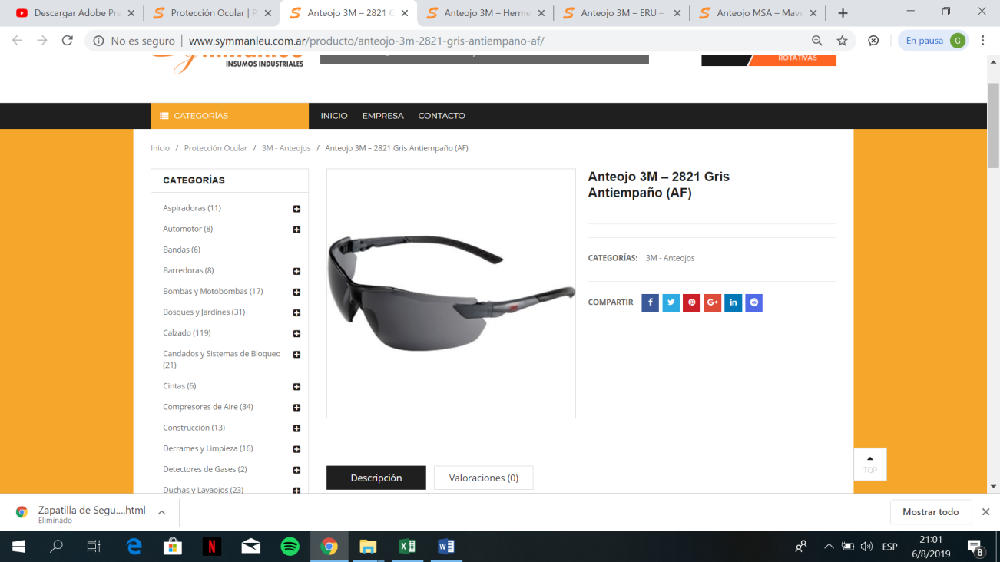 Descargar Adobe Pre
Protección Ocular | P
Anteojo 3M – 2821 G
Anteojo 3M – Herme
Anteojo 3M – ERU –
Anteojo MSA – Mave
No es seguro | www.symmanleu.com.ar/producto/anteojo-3m-2821-gris-antiempano-af/
En pausa G
INSUMOS INDUSTRIALES
ROTATIVAS
CATEGORÍAS
INICIO EMPRESA CONTACTO
Inicio / Protección Ocular / 3M - Anteojos / Anteojo 3M – 2821 Gris Antiempaño (AF)
CATEGORÍAS
Aspiradoras (11)
Automotor (8)
Bandas (6)
Barredoras (8)
Bombas y Motobombas (17)
Bosques y Jardines (31)
Calzado (119)
Candados y Sistemas de Bloqueo
(21)
Cintas (6)
Compresores de Aire (34)
Construcción (13)
Derrames y Limpieza (16)
Detectores de Gases (2)
Duchas y Lavaojos (23)
Anteojo 3M – 2821 Gris
Antiempaño (AF)
CATEGORÍAS: 3M - Anteojos
COMPARTIR
Descripción
Valoraciones (0)
TOP
Zapatilla de Segu....html
Eliminado
Mostrar todo
ESP
21:01
6/8/2019
8